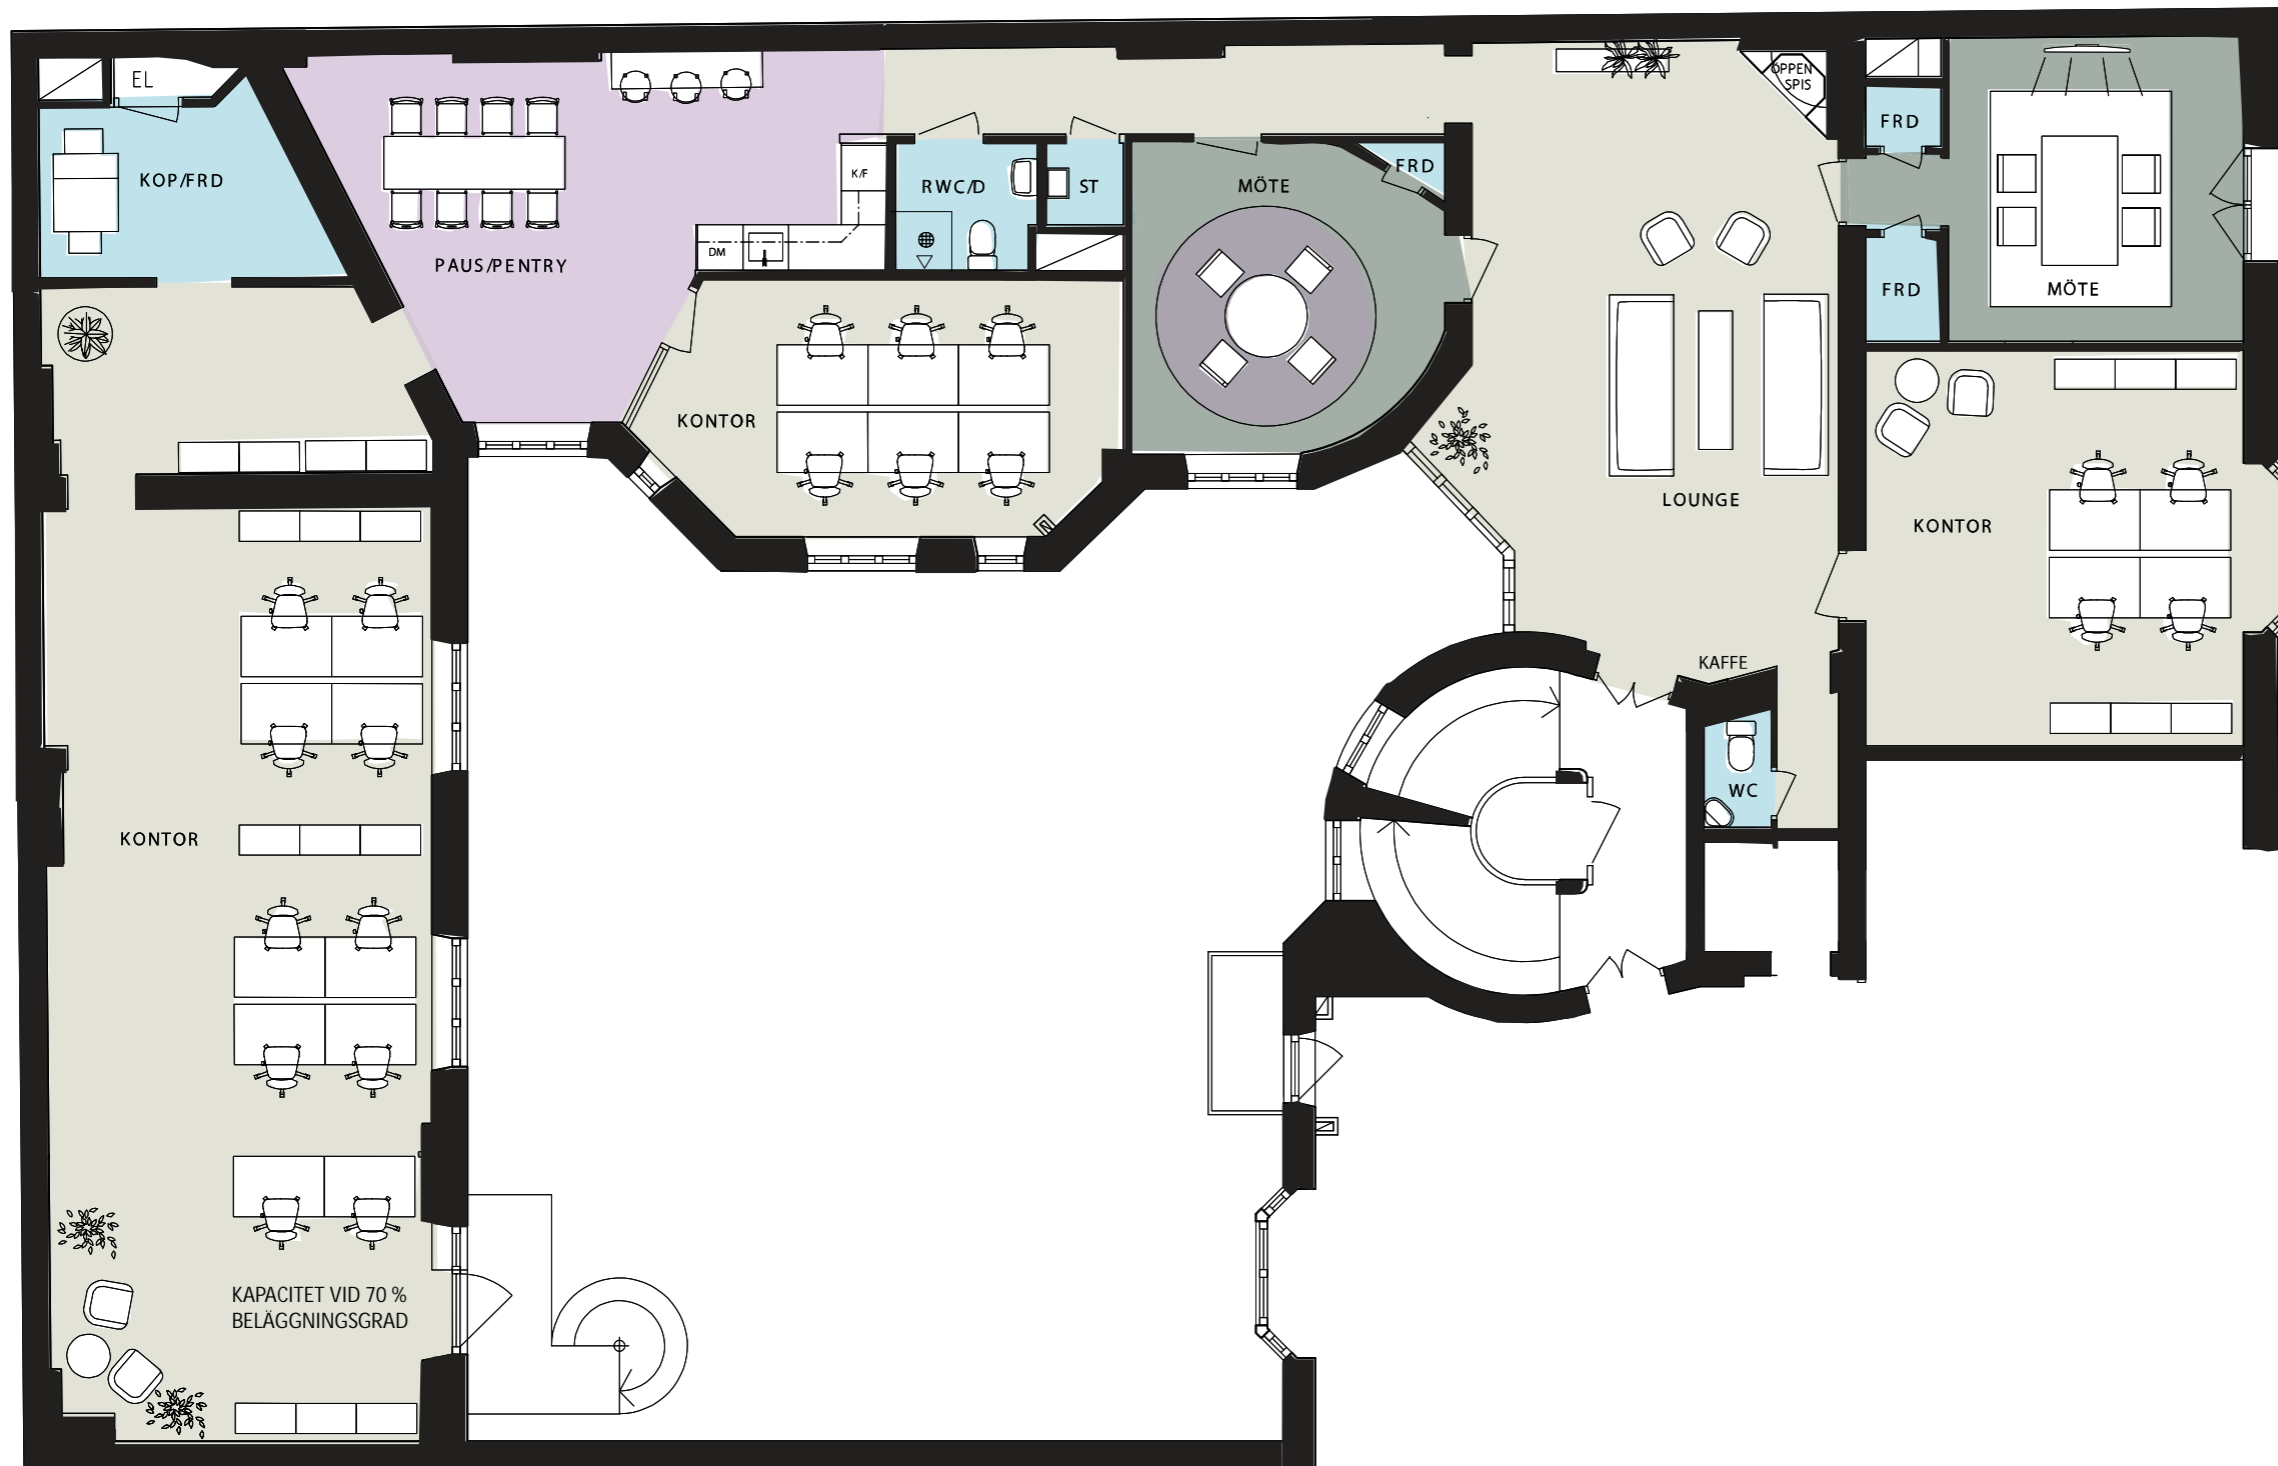 EL
ÖPPEN
SPIS
FRD
KOP/FRD
K/F
RWC/D
ST
MÖTE
FRD
DM
PAUS/PENTRY
FRD
MÖTE
KONTOR
LOUNGE
KONTOR
KAFFE
WC
KONTOR
KAPACITET VID 70 %
BELÄGGNINGSGRAD